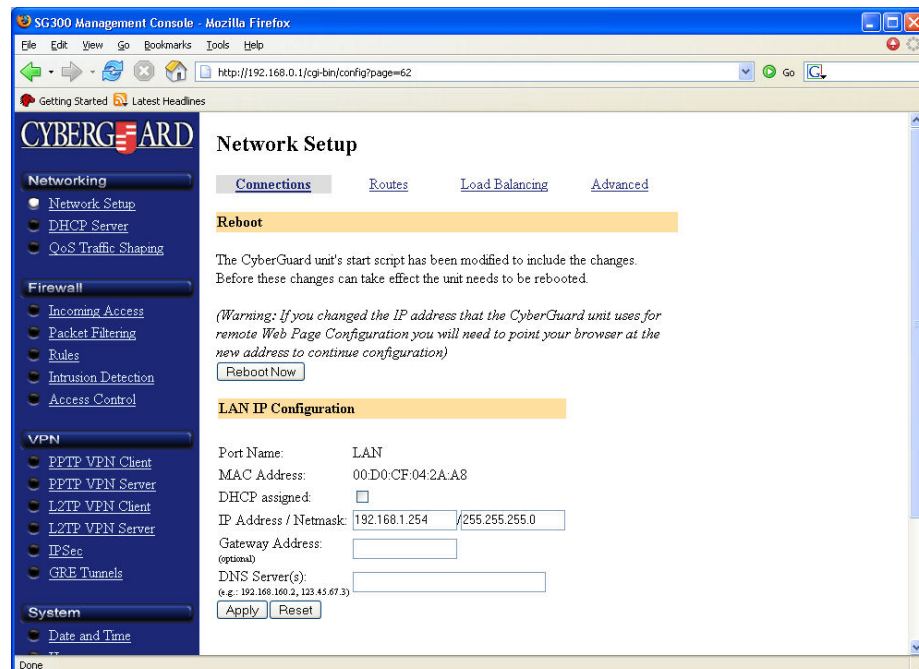 SG300 Management Console - Mozilla Firefox
File Edit View Go Bookmarks Tools Help
http://192.168.0.1/cgi-bin/config?page=62
Go
G
Getting Started Latest Headlines
CYBERGUARD
Networking
Network Setup
DHCP Server
QoS Traffic Shaping
Firewall
Incoming Access
Packet Filtering
Rules
Intrusion Detection
Access Control
VPN
PPTP VPN Client
PPTP VPN Server
L2TP VPN Client
L2TP VPN Server
IPSec
GRE Tunnels
System
Date and Time
Network Setup
Connections Routes Load Balancing Advanced
Reboot
The CyberGuard unit's start script has been modified to include the changes.
Before these changes can take effect the unit needs to be rebooted.
(Warning: If you changed the IP address that the CyberGuard unit uses for
remote Web Page Configuration you will need to point your browser at the
new address to continue configuration)
Reboot Now
LAN IP Configuration
Port Name: LAN
MAC Address: 00:D0:CF:04:2A:A8
DHCP assigned:
IP Address / Netmask: 192.168.1.254 / 255.255.255.0
Gateway Address:
(optional)
DNS Server(s):
(e.g.: 192.168.160.2, 123.45.67.3)
Apply Reset
Done